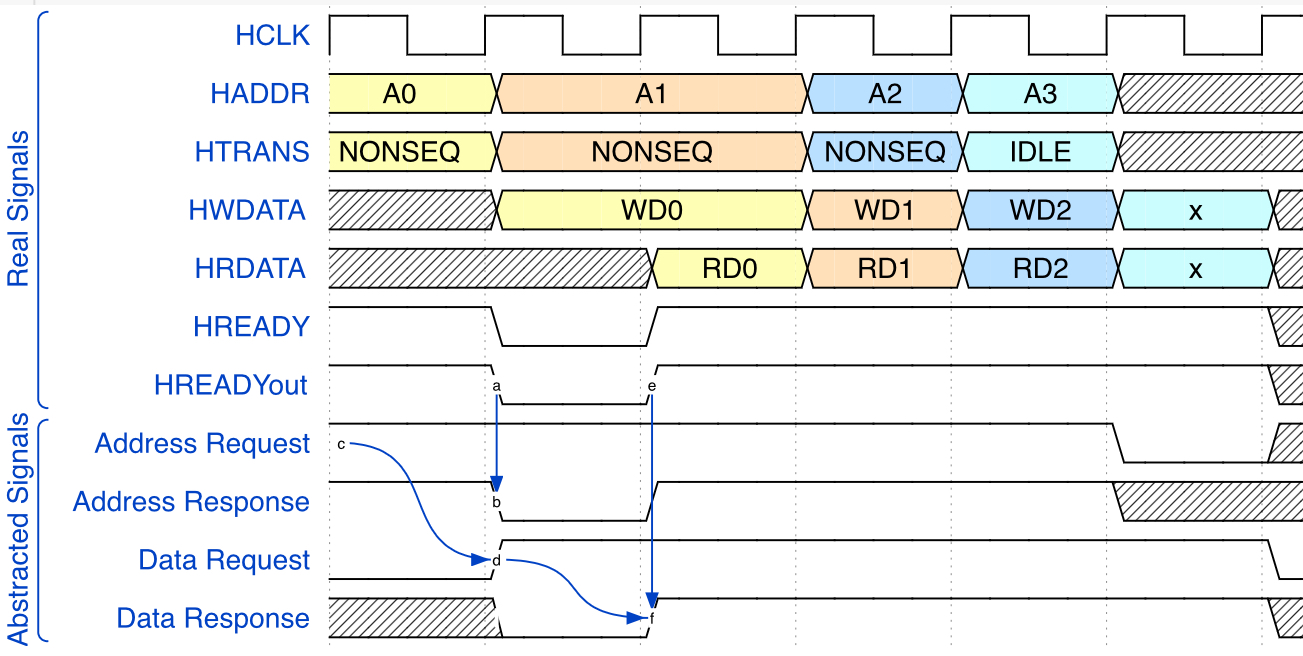 Real Signals
HCLK
HADDR A0 A1 A2 A3
HTRANS NONSEQ NONSEQ NONSEQ IDLE
HWDATA WD0 WD1 WD2 x
HRDATA RD0 RD1 RD2 x
HREADY
HREADYout a e
Abstracted Signals
Address Request c
Address Response b
Data Request d
Data Response f